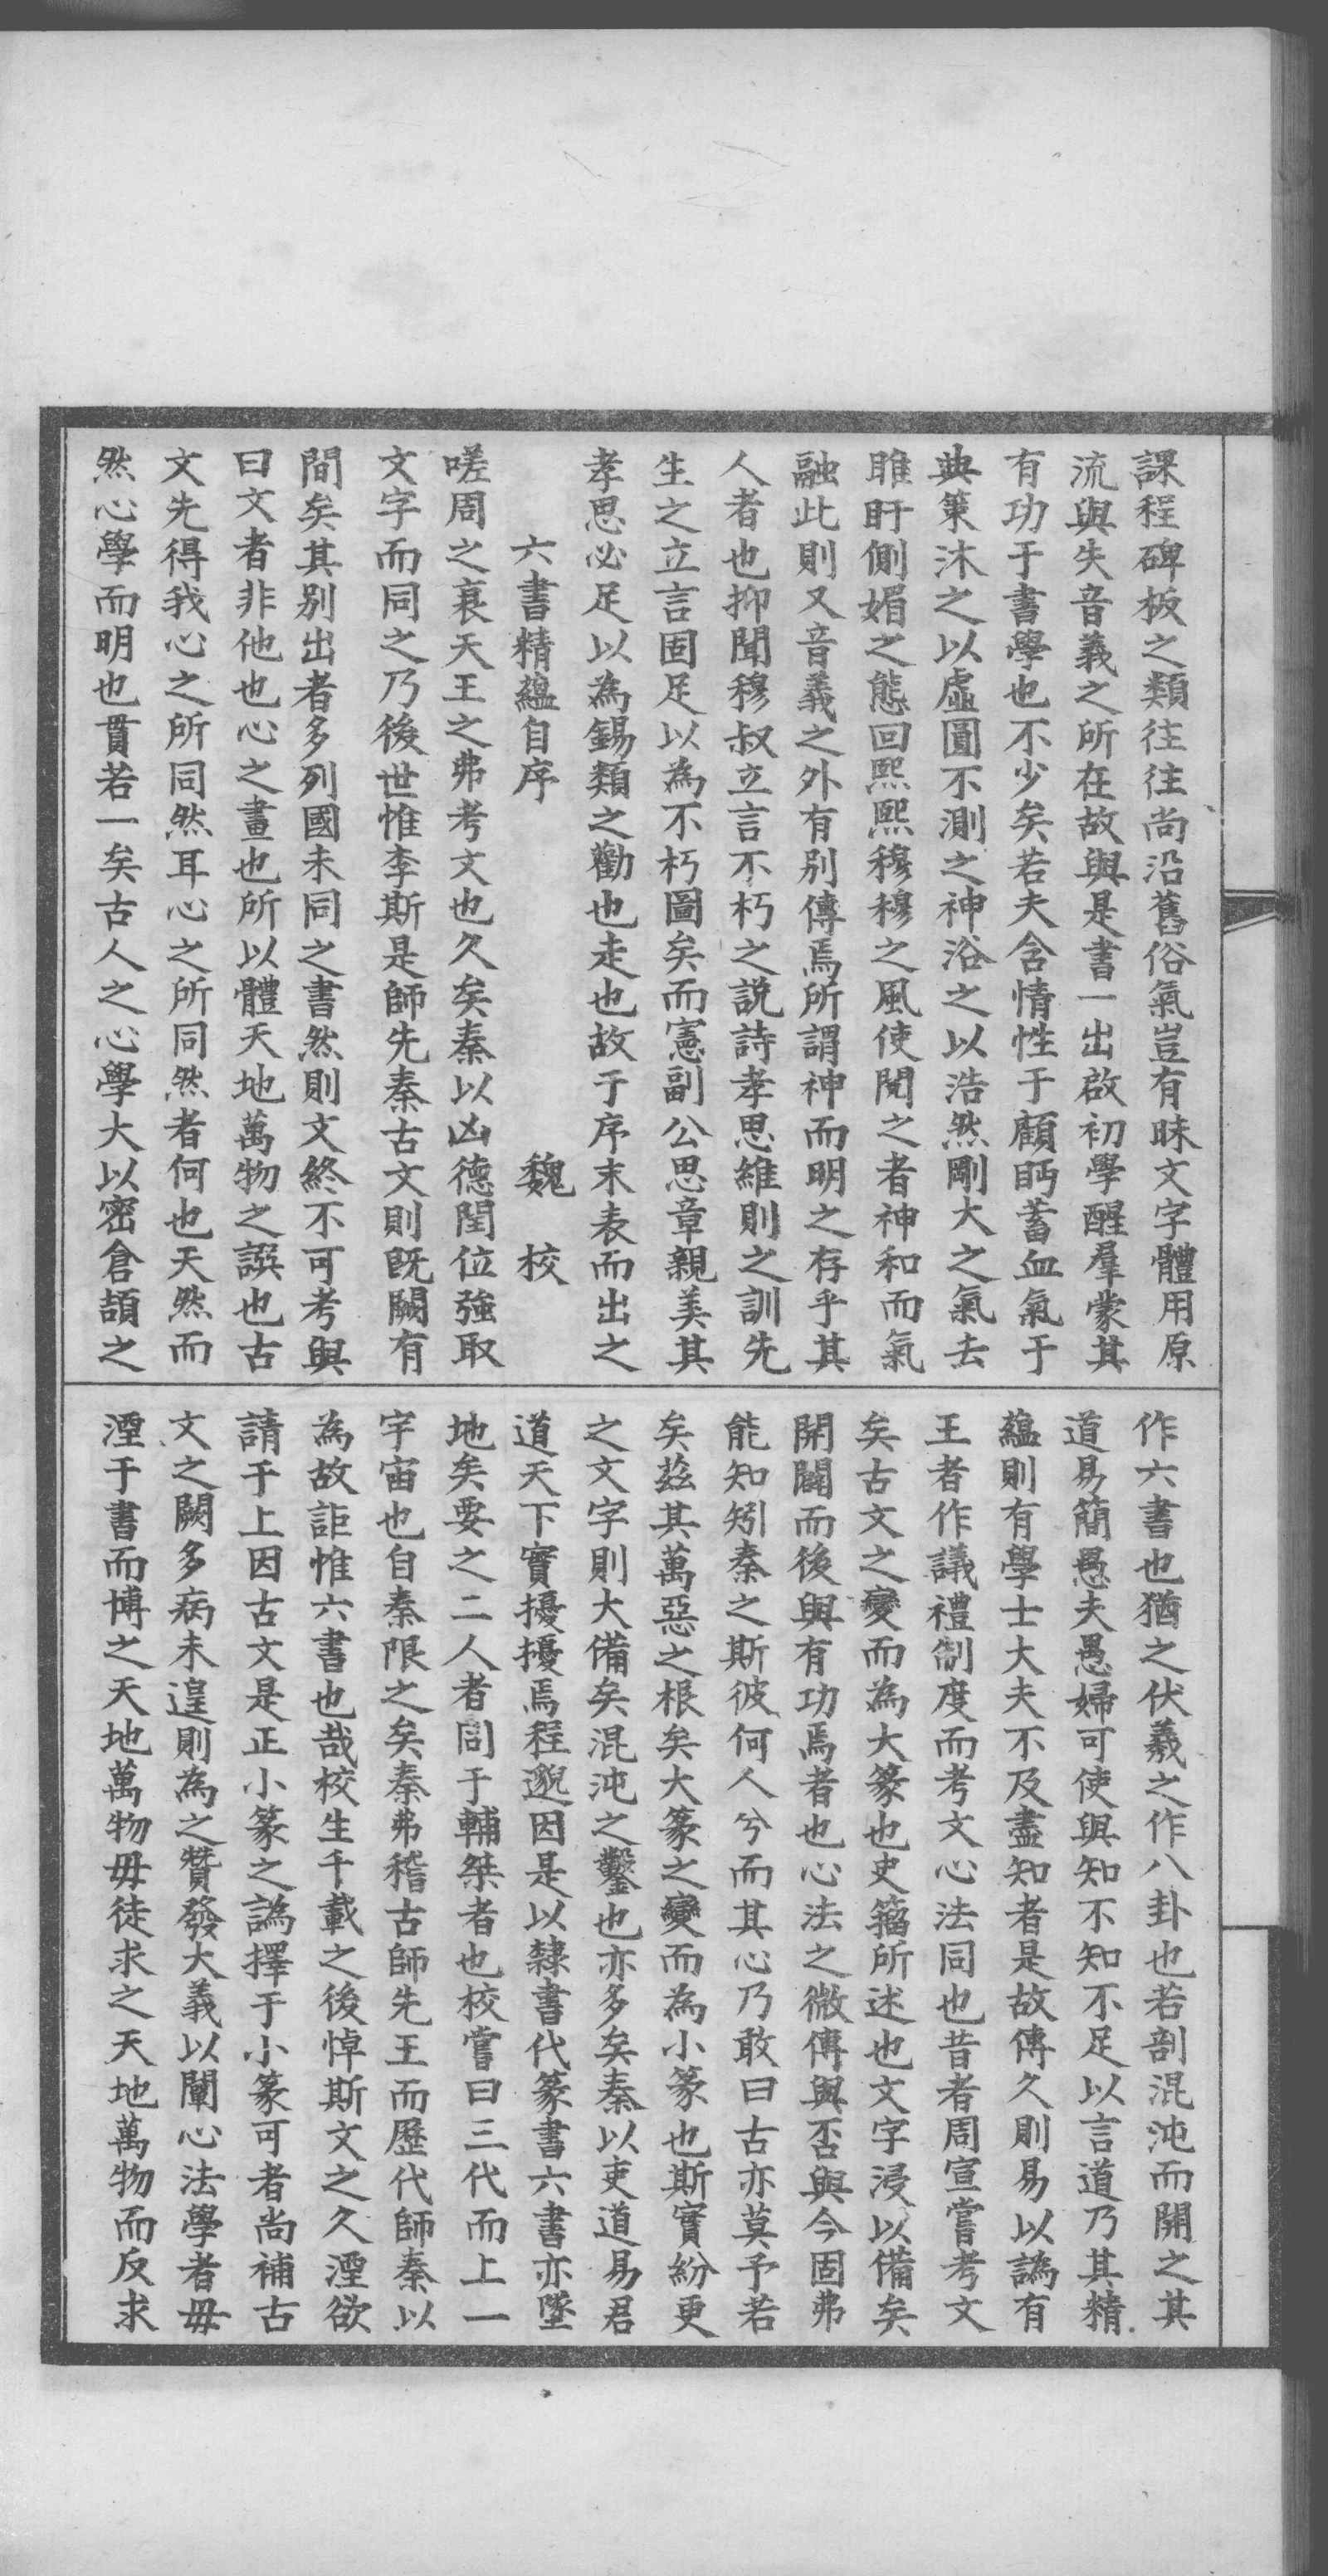 課程碑板之類往往尚沿舊俗氣豈有昧文字體用原
流與失音義之所在故與是書一出啟初學醒羣蒙其
有功于書學也不少矣若夫含情性于顧眄蓄血氣于
典策沐之以虛圓不測之神浴之以浩然剛大之氣去
睢盱側媚之態回熙熙穆穆之風使閱之者神和而氣
融此則又音義之外有別傳焉所謂神而明之存乎其
人者也抑聞穆叔立言不朽之説詩孝思維則之訓先
生之立言固足以為不朽圖矣而憲副公思章親美其
孝思必足以為錫類之勸也走也故于序末表而出之
六書精蘊自序　魏　校
嗟周之衰天王之弗考文也久矣秦以凶德閏位強取
文字而同之乃後世惟李斯是師先秦古文則既闕有
間矣其別出者多列國未同之書然則文終不可考與
曰文者非他也心之畫也所以體天地萬物之譔也古
文先得我心之所同然耳心之所同然者何也天然而
然心學而明也貫若一矣古人之心學大以密倉頡之
作六書也猶之伏羲之作八卦也若剖混沌而開之其
道易簡愚夫愚婦可使與知不知不足以言道乃其精
蘊則有學士大夫不及盡知者是故傳久則易以譌有
王者作議禮制度而考文心法同也昔者周宣嘗考文
矣古文之變而為大篆也史籀所述也文字浸以備矣
開闢而後與有功焉者也心法之微傳與否與今固弗
能知矧秦之斯彼何人兮而其心乃敢曰古亦莫予若
矣茲其萬惡之根矣大篆之變而為小篆也斯實紛更
之文字則大備矣混沌之鑿也亦多矣秦以吏道易君
道天下實擾擾焉程邈因是以隸書代篆書六書亦墜
地矣要之二人者同于輔桀者也校嘗曰三代而上一
宇宙也自秦限之矣秦弗稽古師先王而歷代師秦以
為故詎惟六書也哉校生千載之後悼斯文之久湮欲
請于上因古文是正小篆之譌擇于小篆可者尚補古
文之闕多病未遑則為之贊發大義以闡心法學者毋
湮于書而博之天地萬物毋徒求之天地萬物而反求